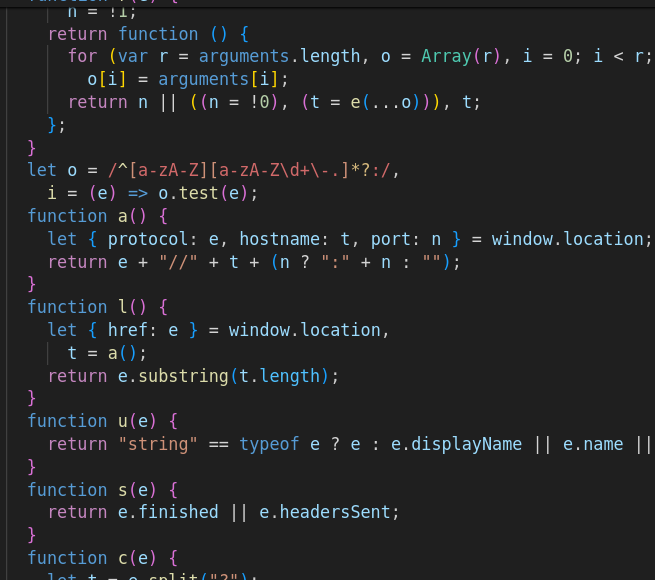 n = !1;
return function () {
for (var r = arguments.length, o = Array(r), i = 0; i < r;
o[i] = arguments[i];
return n || ((n = !0), (t = e(...o))), t;
};
}
let o = /^[a-zA-Z][a-zA-Z\d+\-.]*?:/,
i = (e) => o.test(e);
function a() {
let { protocol: e, hostname: t, port: n } = window.location;
return e + "//" + t + (n ? ":" + n : "");
}
function l() {
let { href: e } = window.location,
t = a();
return e.substring(t.length);
}
function u(e) {
return "string" == typeof e ? e : e.displayName || e.name ||
}
function s(e) {
return e.finished || e.headersSent;
}
function c(e) {
let t = e.split("?");